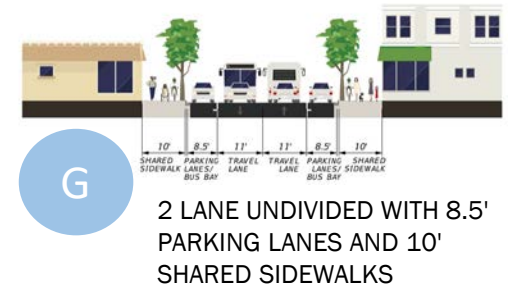 10' 8.5' 11' 11' 8.5' 10'
SHARED SIDEWALK PARKING LANES/ BUS BAY TRAVEL LANE TRAVEL LANE PARKING LANES/ BUS BAY SHARED SIDEWALK
G
2 LANE UNDIVIDED WITH 8.5'
PARKING LANES AND 10'
SHARED SIDEWALKS